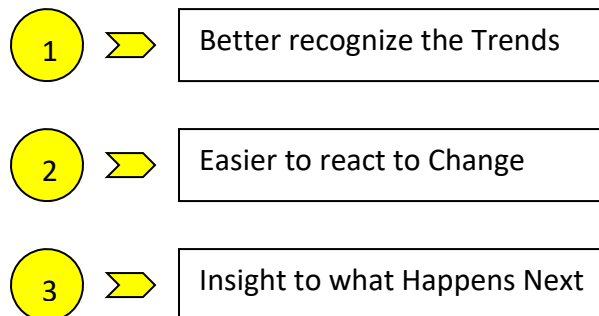 1 Better recognize the Trends
2 Easier to react to Change
3 Insight to what Happens Next